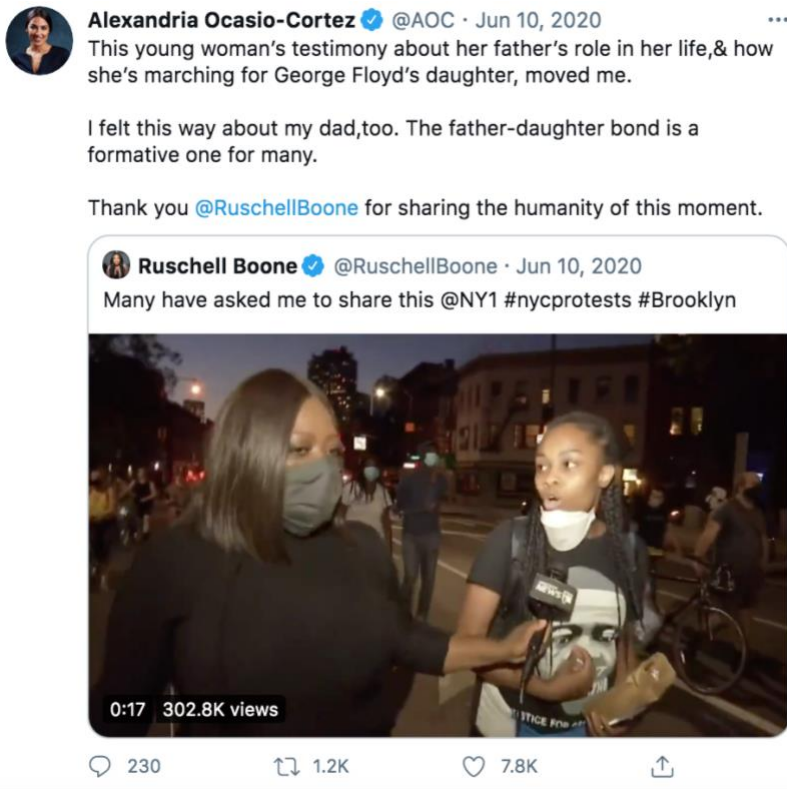 Alexandria Ocasio-Cortez @AOC · Jun 10, 2020
This young woman's testimony about her father's role in her life,& how
she's marching for George Floyd's daughter, moved me.
I felt this way about my dad,too. The father-daughter bond is a
formative one for many.
Thank you @RuschellBoone for sharing the humanity of this moment.
Ruschell Boone @RuschellBoone · Jun 10, 2020
Many have asked me to share this @NY1 #nycprotests #Brooklyn
NEWS
STICE FOR
0:17 302.8K views
230 1.2K 7.8K